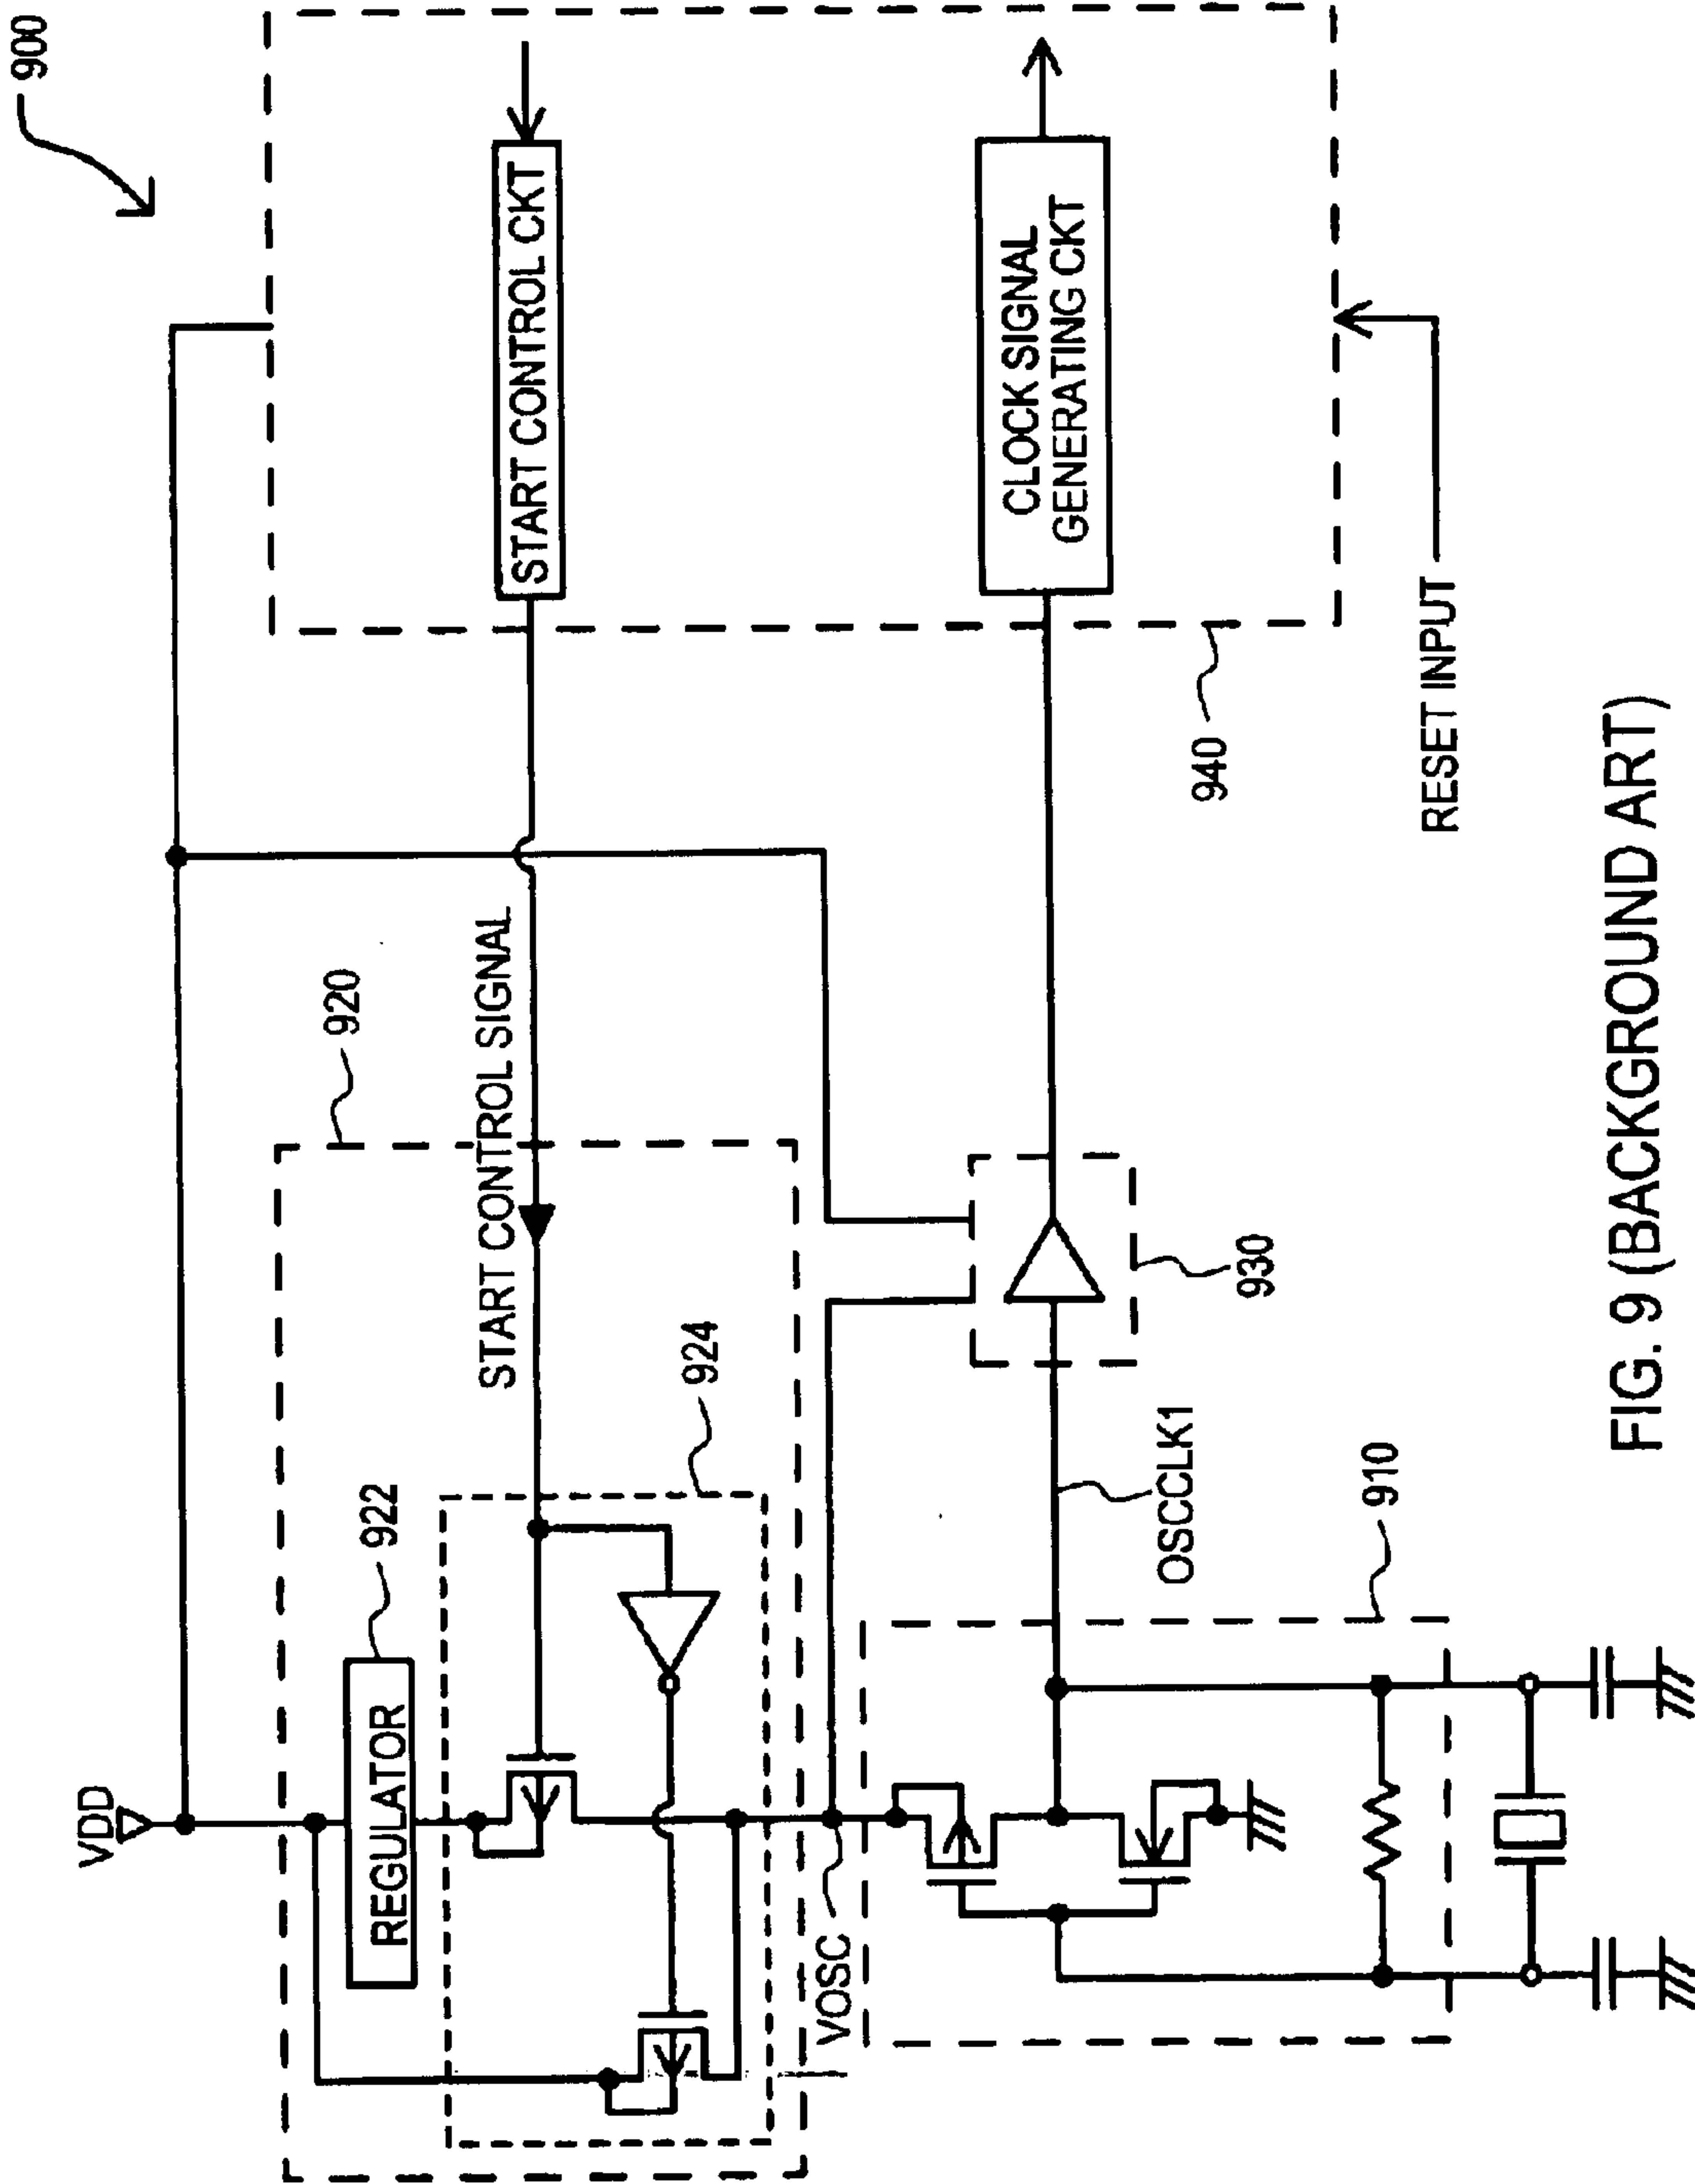 900
VDD
920
REGULATOR
922
START CONTROL SIGNAL
START CONTROL CKT
924
VOSC
930
CLOCK SIGNAL
GENERATING CKT
OSCCLK1
940
910
RESET INPUT
FIG. 9 (BACKGROUND ART)